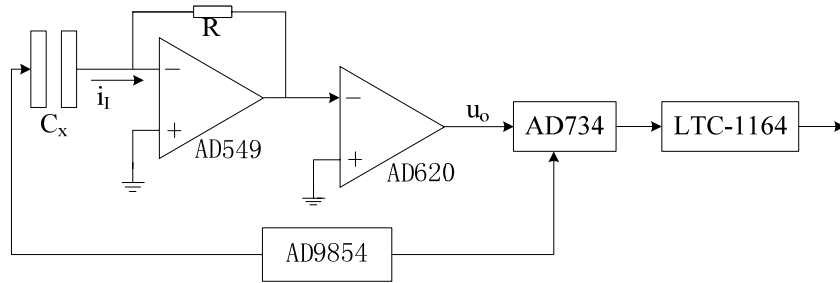 R
C_x
i_I
−
+
AD549
−
+
AD620
u_o
AD734
LTC-1164
AD9854